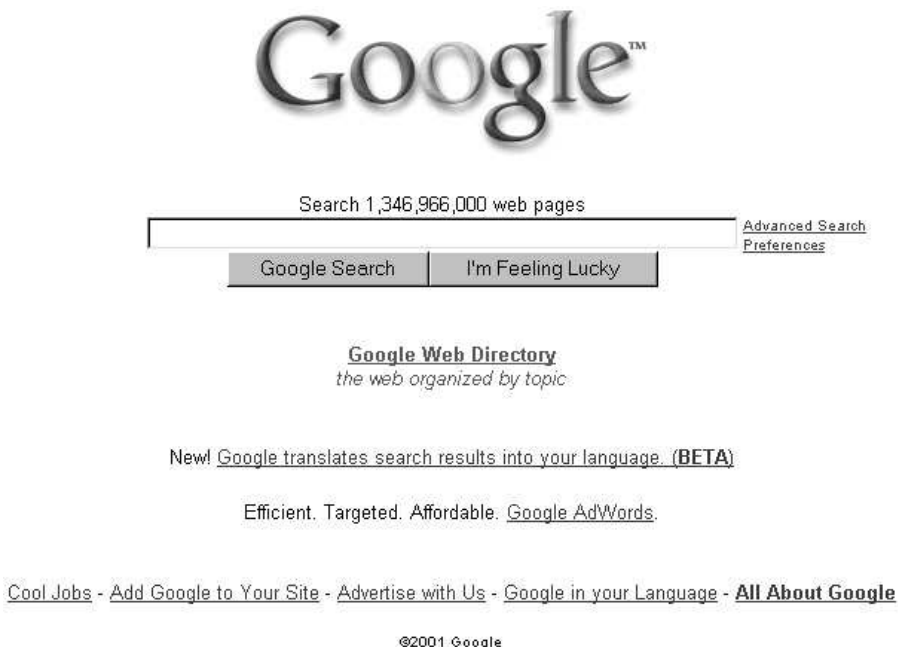 Google™
Search 1,346,966,000 web pages
Advanced Search
Preferences
Google Search I'm Feeling Lucky
Google Web Directory
the web organized by topic
New! Google translates search results into your language. (BETA)
Efficient. Targeted. Affordable. Google AdWords.
Cool Jobs - Add Google to Your Site - Advertise with Us - Google in your Language - All About Google
©2001 Google